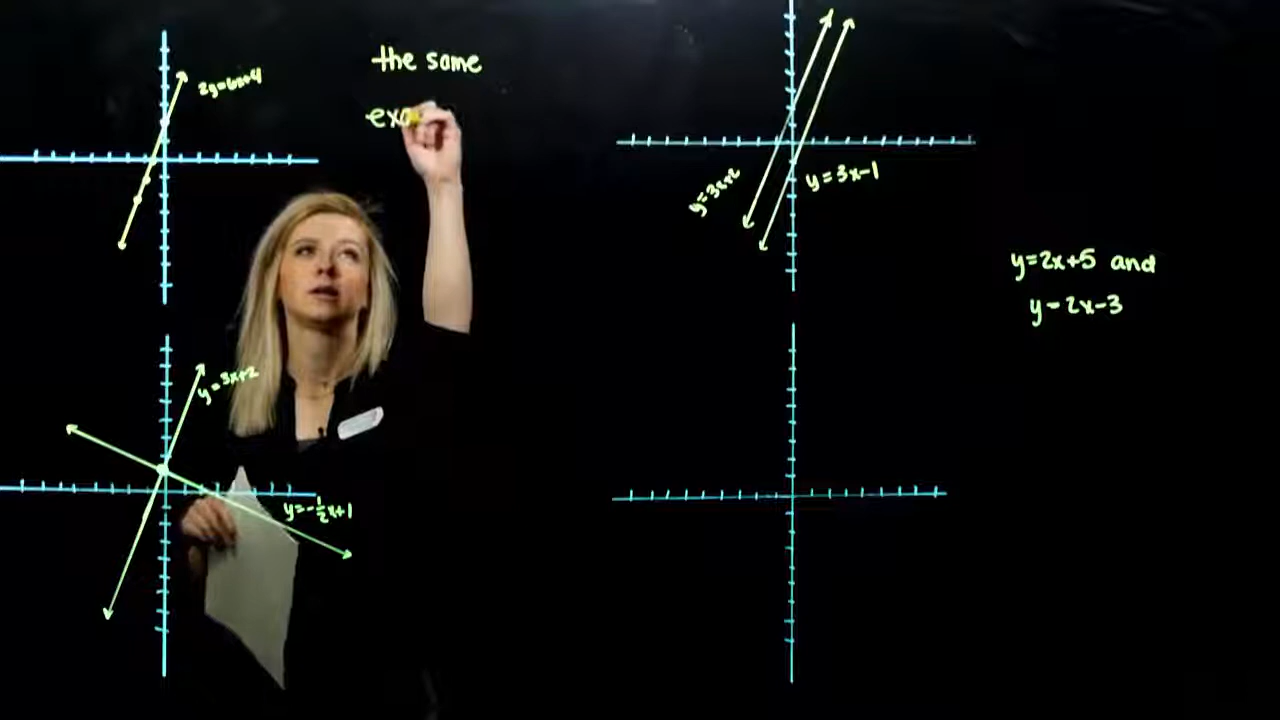 2y=6x+4
the same
exa
y=3x+2
y=3x-1
y=2x+5 and
y=2x-3
y=3x+2
y=-1/2x+1